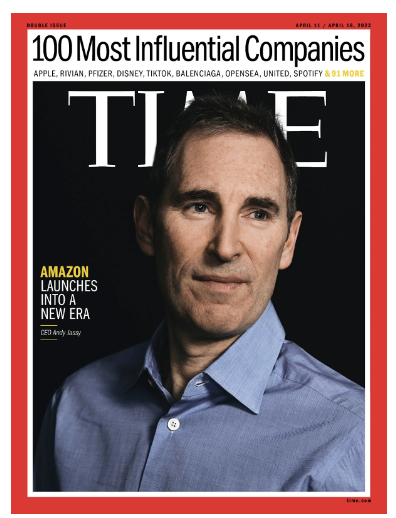 DOUBLE ISSUE
APRIL 11 / APRIL 18, 2022
100 Most Influential Companies
APPLE, RIVIAN, PFIZER, DISNEY, TIKTOK, BALENCIAGA, OPENSEA, UNITED, SPOTIFY & 91 MORE
TIME
AMAZON
LAUNCHES
INTO A
NEW ERA
CEO Andy Jassy
time.com